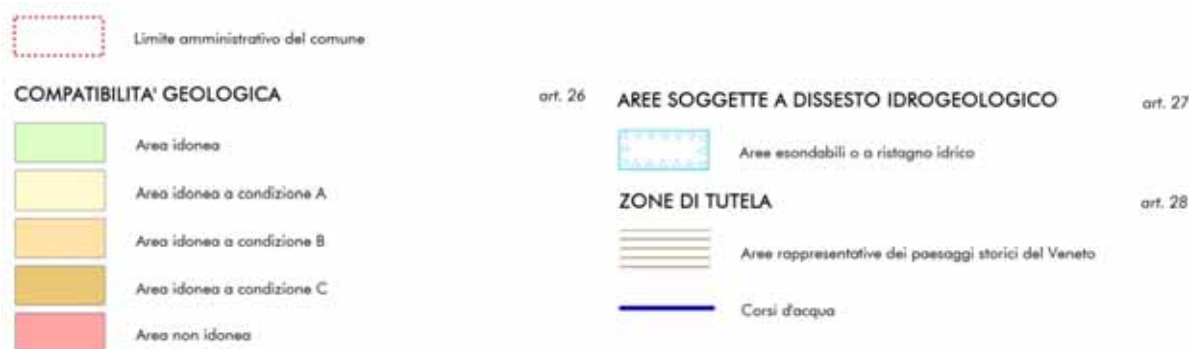 Limite amministrativo del comune
COMPATIBILITA' GEOLOGICA art. 26
Area idonea
Area idonea a condizione A
Area idonea a condizione B
Area idonea a condizione C
Area non idonea
AREE SOGGETTE A DISSESTO IDROGEOLOGICO art. 27
Aree esondabili o a ristagno idrico
ZONE DI TUTELA art. 28
Aree rappresentative dei paesaggi storici del Veneto
Corsi d'acqua